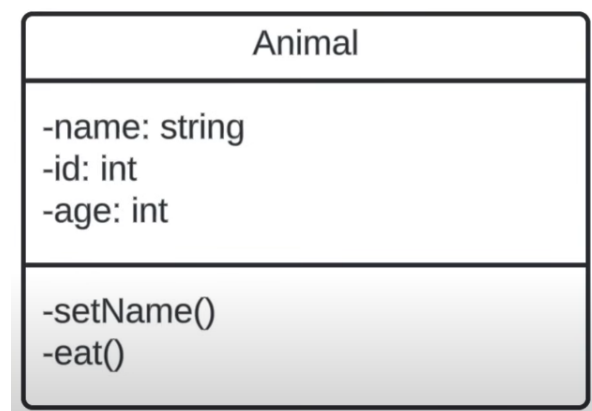 Animal
-name: string
-id: int
-age: int
-setName()
-eat()